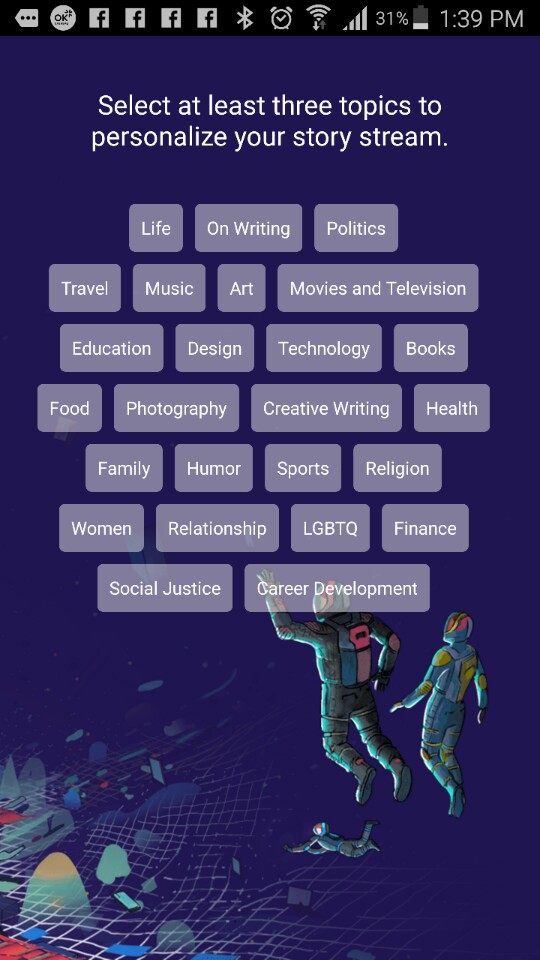 OK
31% 1:39 PM
Select at least three topics to
personalize your story stream.
Life On Writing Politics
Travel Music Art Movies and Television
Education Design Technology Books
Food Photography Creative Writing Health
Family Humor Sports Religion
Women Relationship LGBTQ Finance
Social Justice Career Development